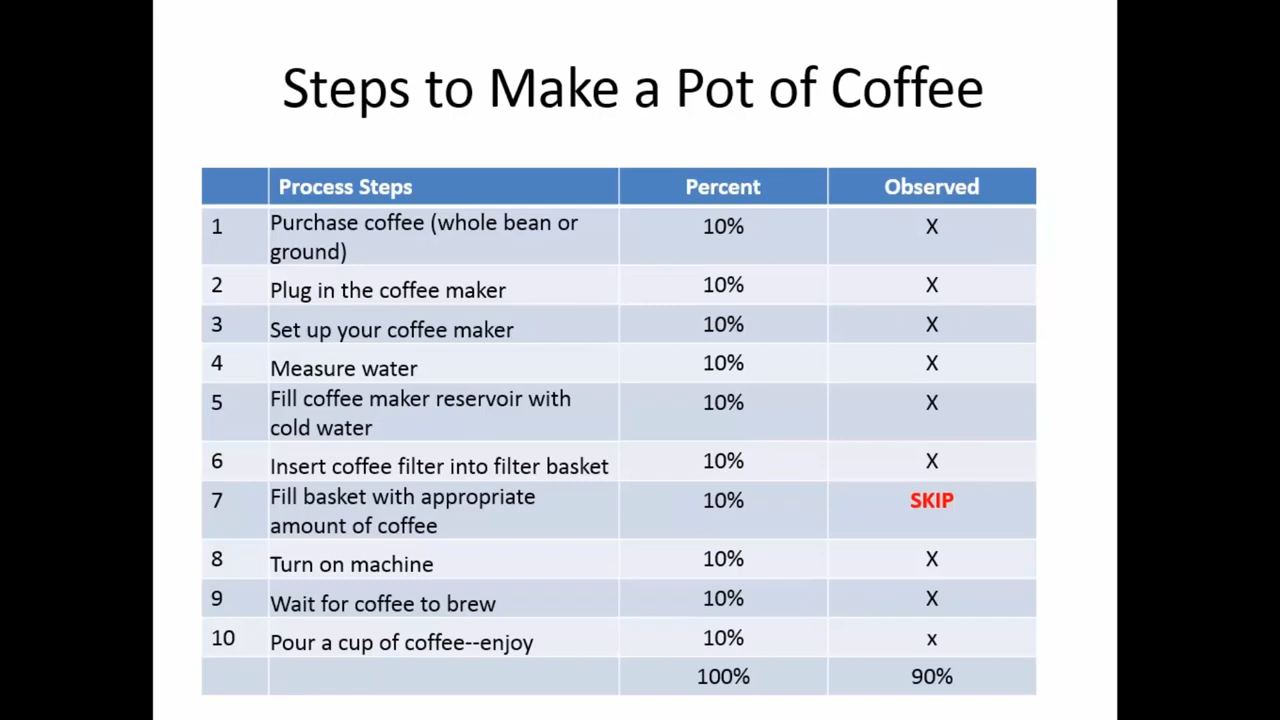 Steps to Make a Pot of Coffee
Process Steps Percent Observed
1 Purchase coffee (whole bean or 10% X
ground)
2 Plug in the coffee maker 10% X
3 Set up your coffee maker 10% X
4 Measure water 10% X
5 Fill coffee maker reservoir with 10% X
cold water
6 Insert coffee filter into filter basket 10% X
7 Fill basket with appropriate 10% SKIP
amount of coffee
8 Turn on machine 10% X
9 Wait for coffee to brew 10% X
10 Pour a cup of coffee--enjoy 10% x
100% 90%